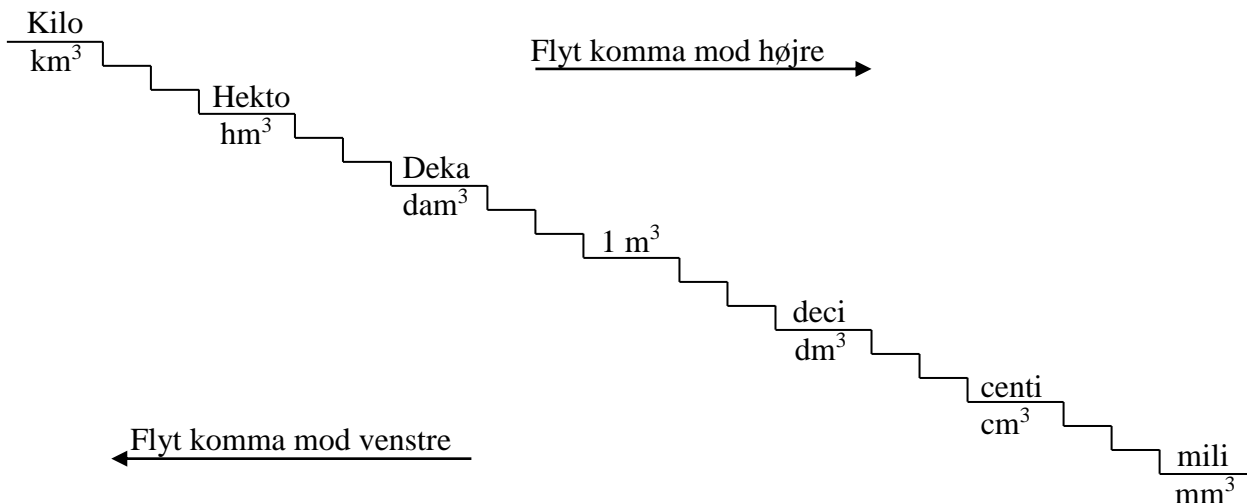 Kilo
km³
Flyt komma mod højre
Hekto
hm³
Deka
dam³
1 m³
deci
dm³
centi
cm³
Flyt komma mod venstre
mili
mm³